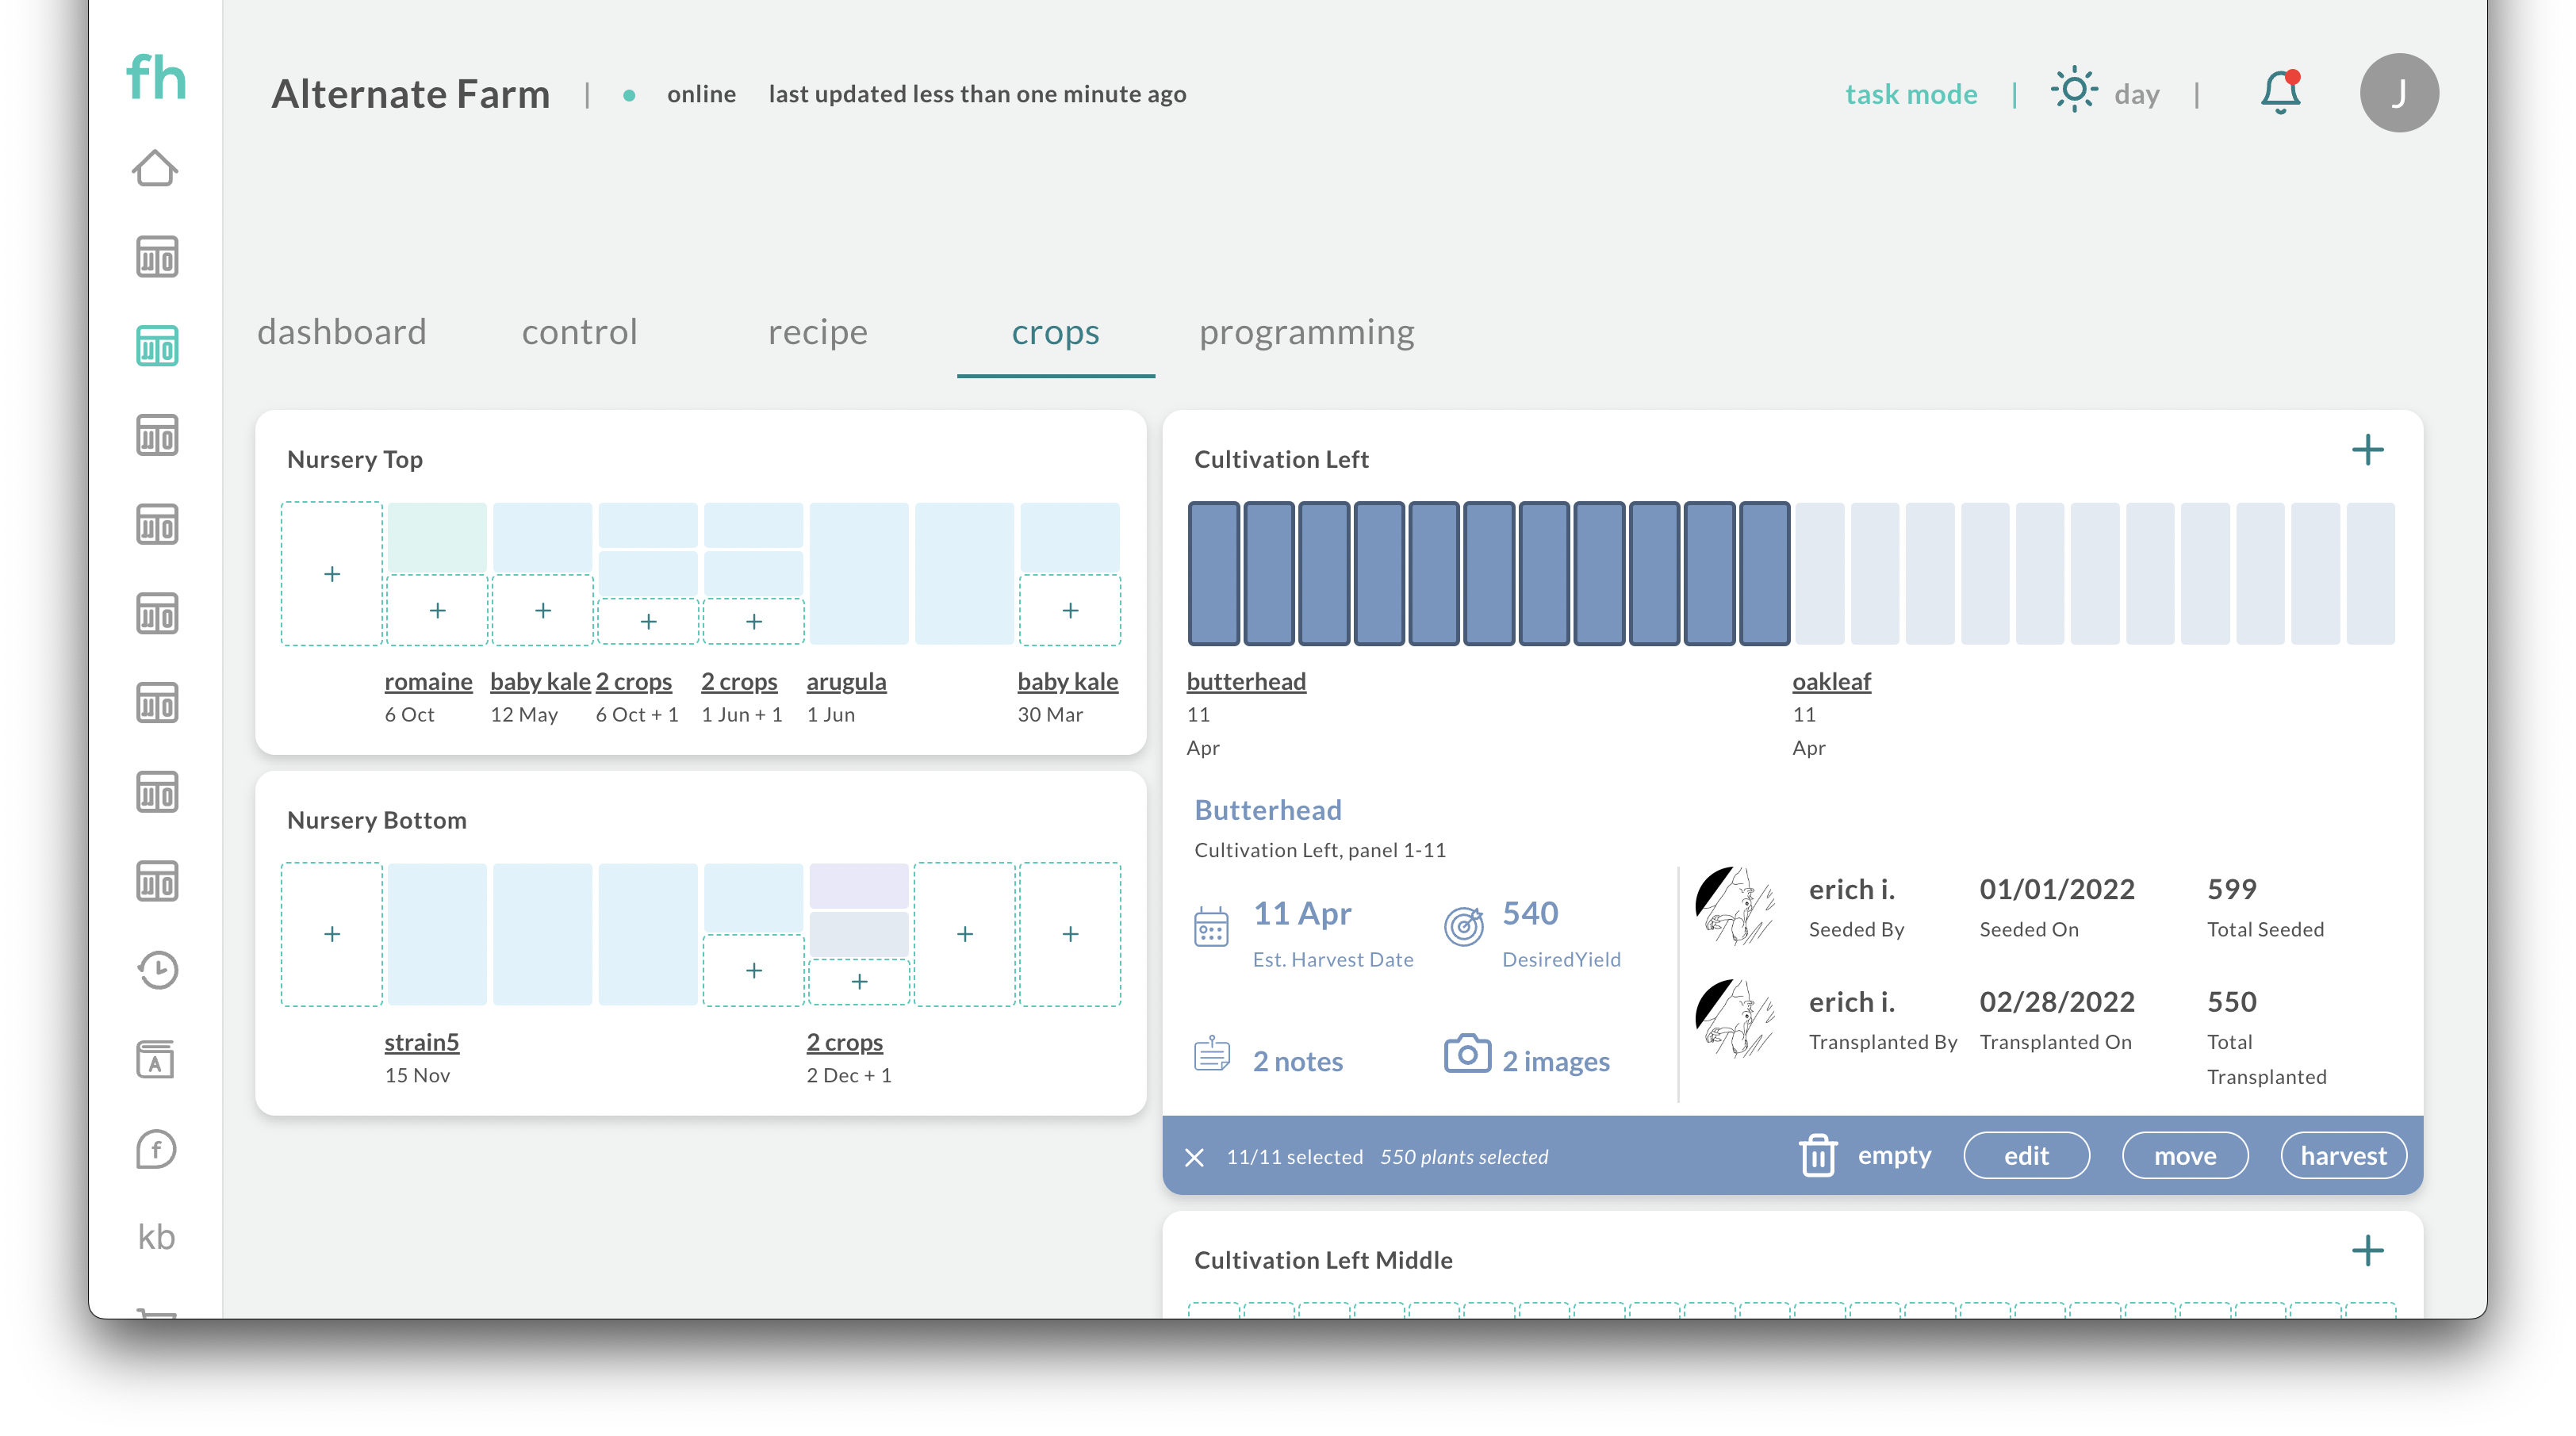 fh
Alternate Farm | online last updated less than one minute ago
task mode | day |
J
dashboard control recipe crops programming
Nursery Top
+
+ + + + +
romaine baby kale 2 crops 2 crops arugula baby kale
6 Oct 12 May 6 Oct + 1 1 Jun + 1 1 Jun 30 Mar
Nursery Bottom
+ + + + +
strain5 2 crops
15 Nov 2 Dec + 1
Cultivation Left +
butterhead oakleaf
11 11
Apr Apr
Butterhead
Cultivation Left, panel 1-11
11 Apr 540
Est. Harvest Date DesiredYield
2 notes 2 images
erich i. 01/01/2022 599
Seeded By Seeded On Total Seeded
erich i. 02/28/2022 550
Transplanted By Transplanted On Total
Transplanted
11/11 selected 550 plants selected empty edit move harvest
Cultivation Left Middle +
A
f
kb